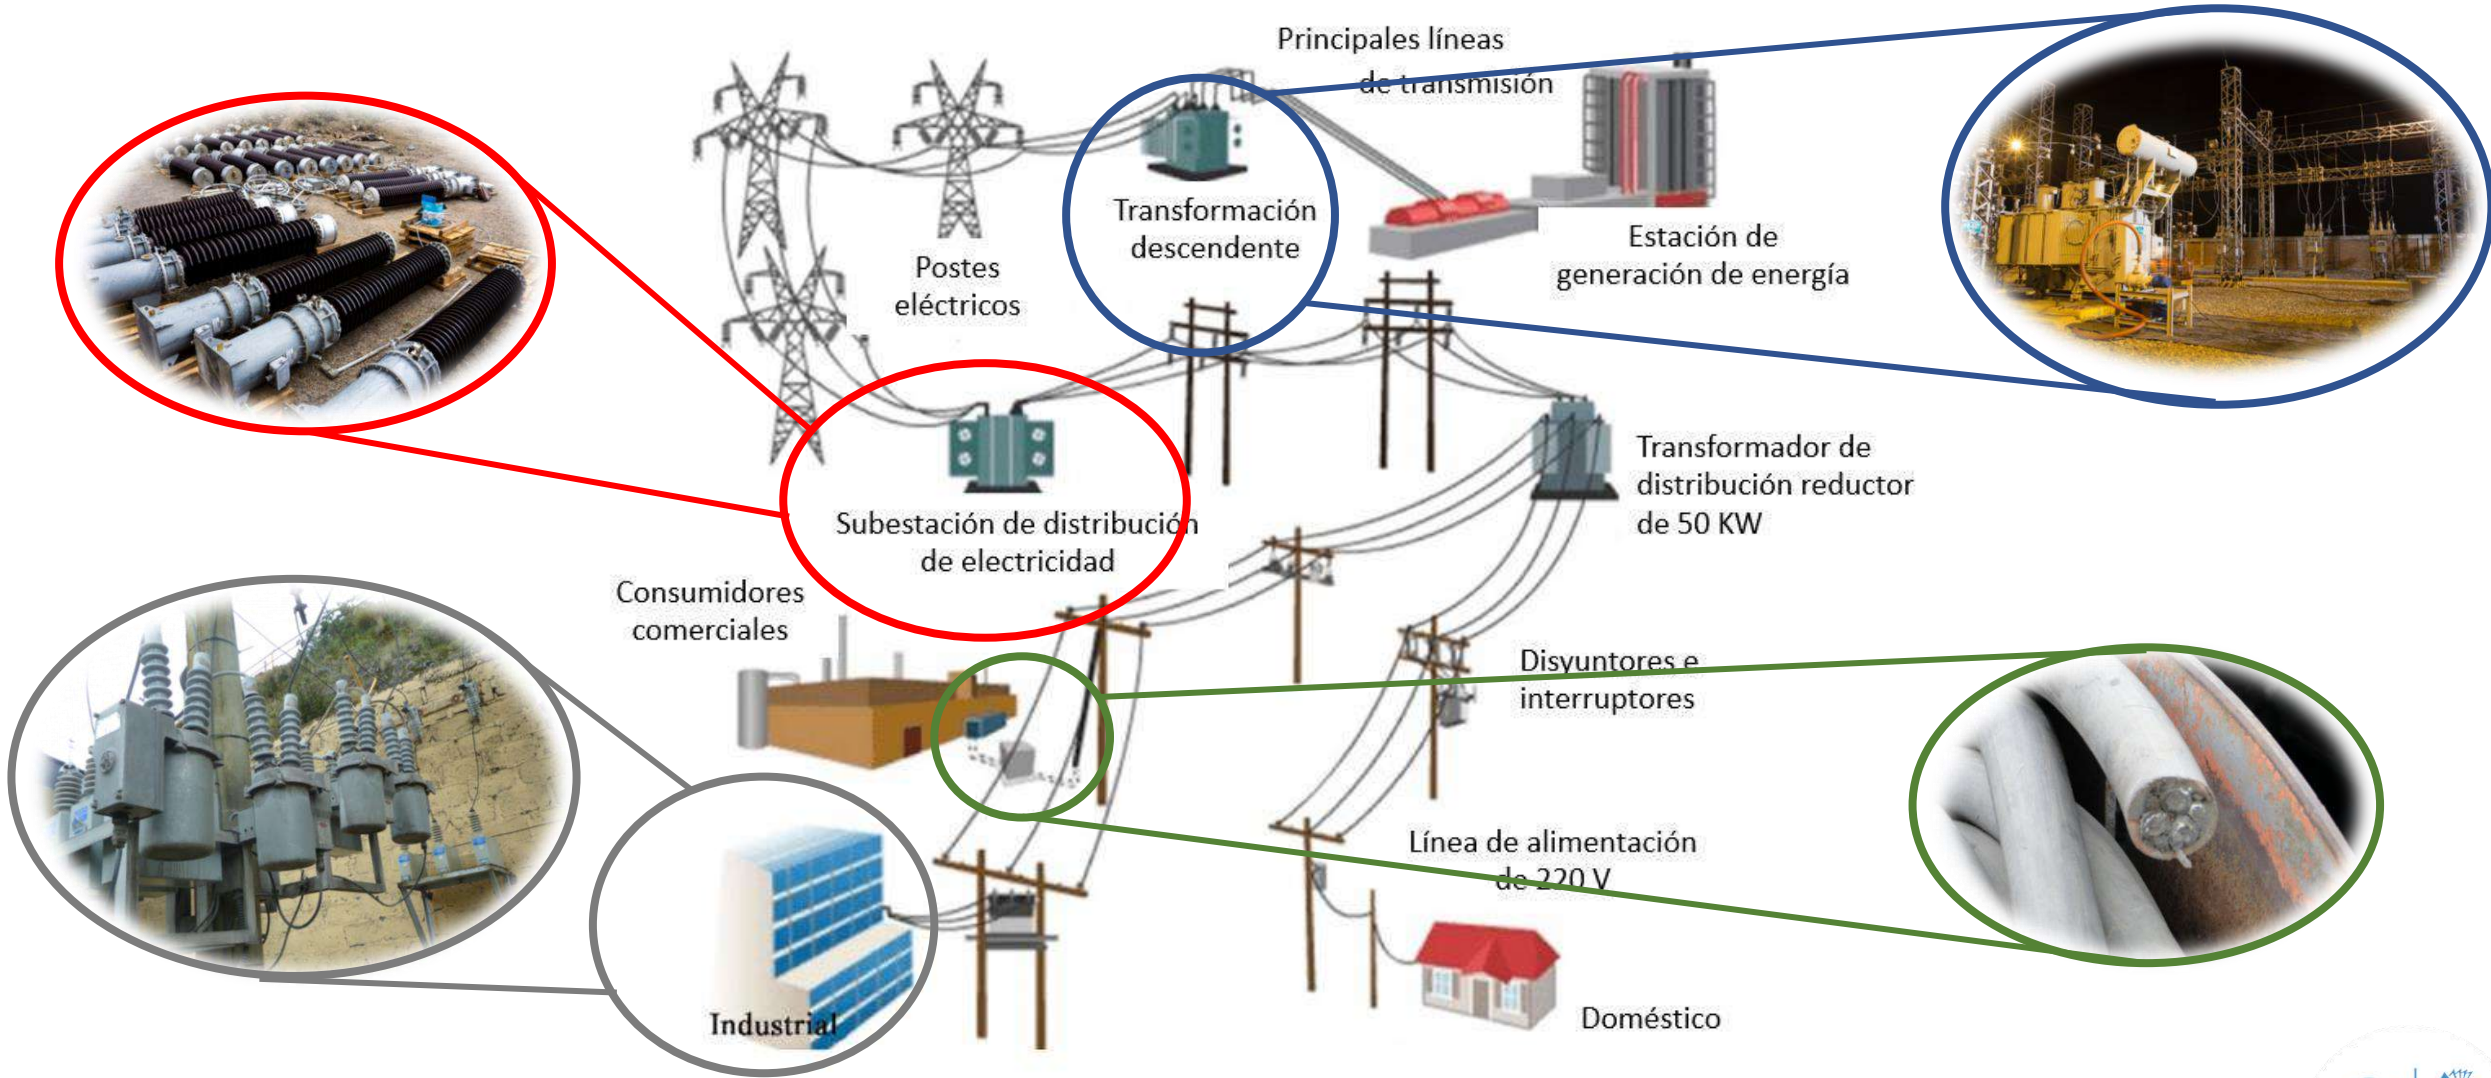 Principales líneas
de transmisión
Transformación
descendente
Estación de
generación de energía
Postes
eléctricos
Transformador de
distribución reductor
de 50 KW
Subestación de distribución
de electricidad
Consumidores
comerciales
Disyuntores e
interruptores
Línea de alimentación
de 220 V
Industrial
Doméstico